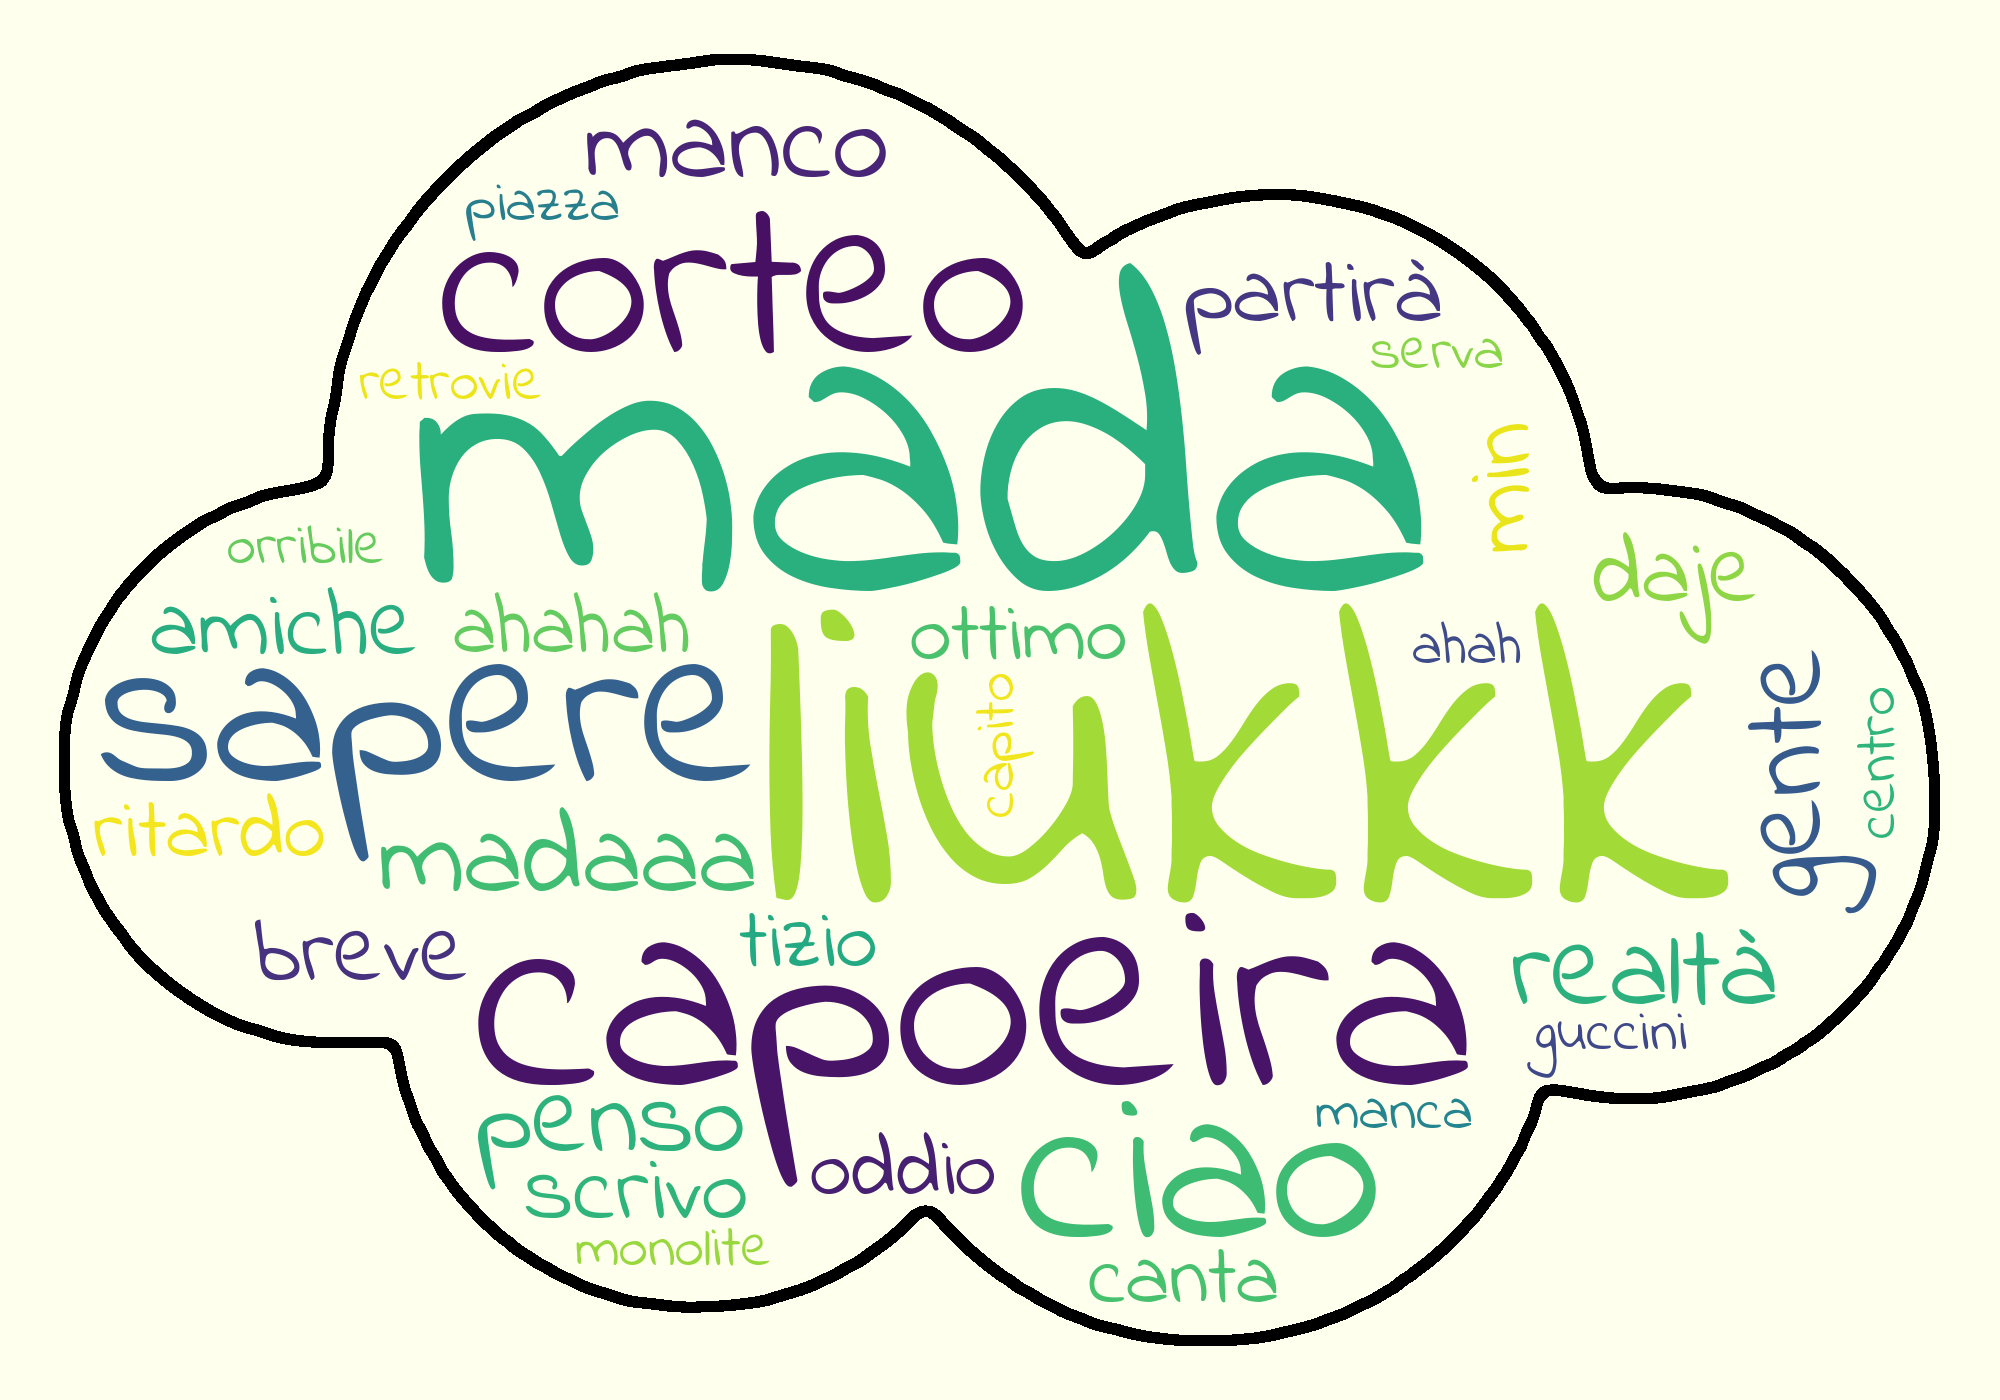 manco
piazza
corteo
partirà
serva
retrovie
mada
min
orribile
daje
amiche
ahahah
ottimo
ahah
sapere
liukkk
capito
gente
centro
ritardo
madaaa
breve
tizio
capoeira
realtà
guccini
penso
manca
oddio
ciao
scrivo
monolite
canta